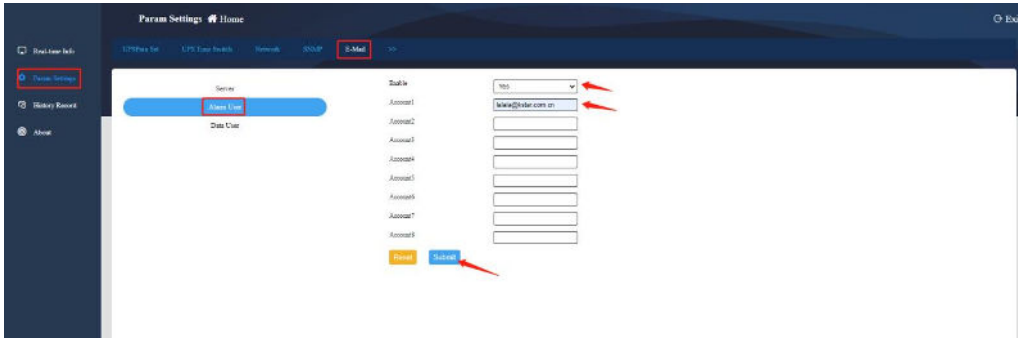 Param Settings Home
Real-time Info
Param Settings
History Record
About
UPS Turn Switch Network SNMP E-Mail >>
Server
Alarm User
Data User
Enable YES
Account1
Account2
Account3
Account4
Account5
Account6
Account7
Account8
Reset Submit